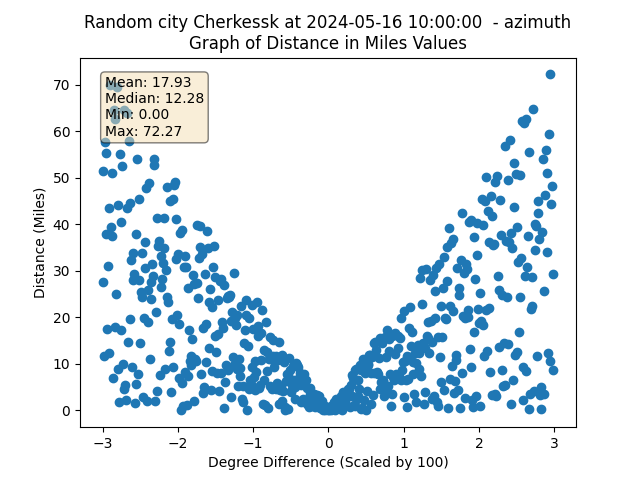 Random city Cherkessk at 2024-05-16 10:00:00 - azimuth
Graph of Distance in Miles Values
Mean: 17.93
Median: 12.28
Min: 0.00
Max: 72.27
70
60
50
40
30
20
10
0
Distance (Miles)
−3 −2 −1 0 1 2 3
Degree Difference (Scaled by 100)